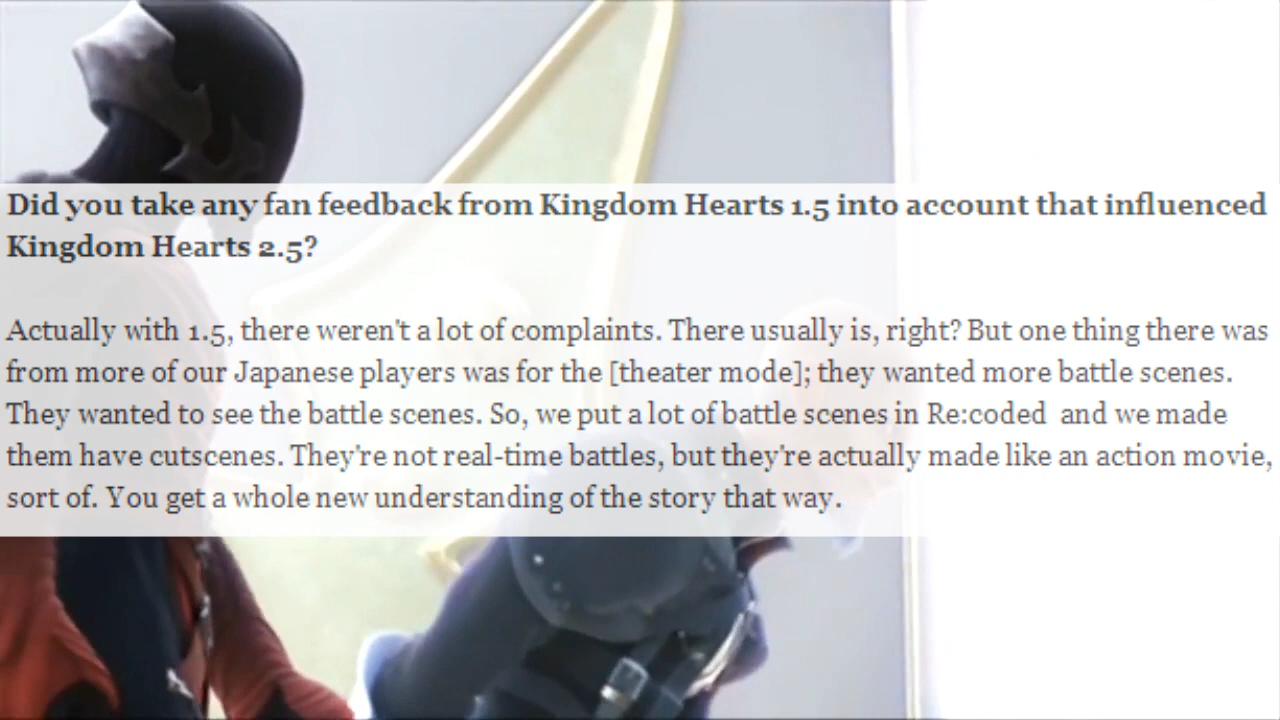 Did you take any fan feedback from Kingdom Hearts 1.5 into account that influenced
Kingdom Hearts 2.5?
Actually with 1.5, there weren't a lot of complaints. There usually is, right? But one thing there was
from more of our Japanese players was for the [theater mode]; they wanted more battle scenes.
They wanted to see the battle scenes. So, we put a lot of battle scenes in Re:coded and we made
them have cutscenes. They're not real-time battles, but they're actually made like an action movie,
sort of. You get a whole new understanding of the story that way.